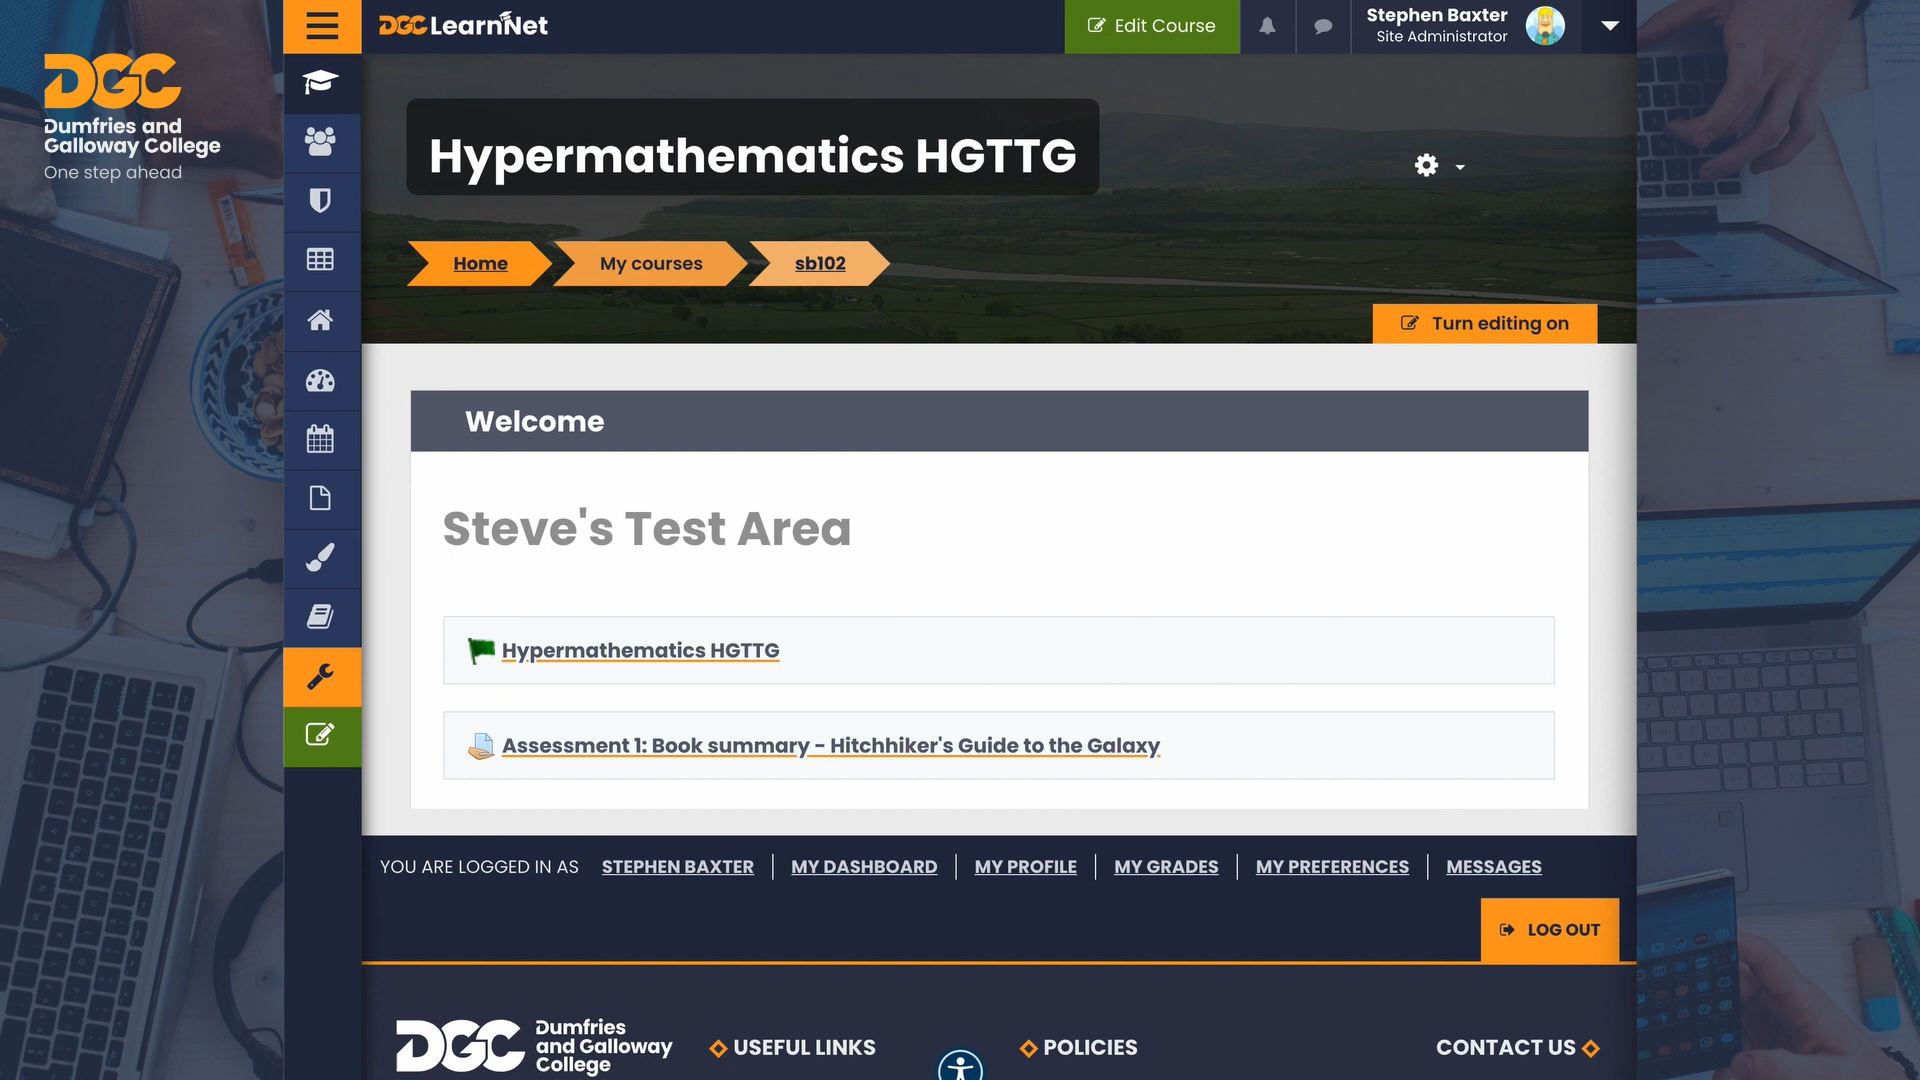 DGC
Dumfries and
Galloway College
One step ahead
DGC LearnNet
Edit Course
Stephen Baxter
Site Administrator
Hypermathematics HGTTG
Home
My courses
sb102
Turn editing on
Welcome
Steve's Test Area
Hypermathematics HGTTG
Assessment 1: Book summary - Hitchhiker's Guide to the Galaxy
YOU ARE LOGGED IN AS STEPHEN BAXTER MY DASHBOARD MY PROFILE MY GRADES MY PREFERENCES MESSAGES
LOG OUT
DGC
Dumfries
and Galloway
College
USEFUL LINKS
POLICIES
CONTACT US